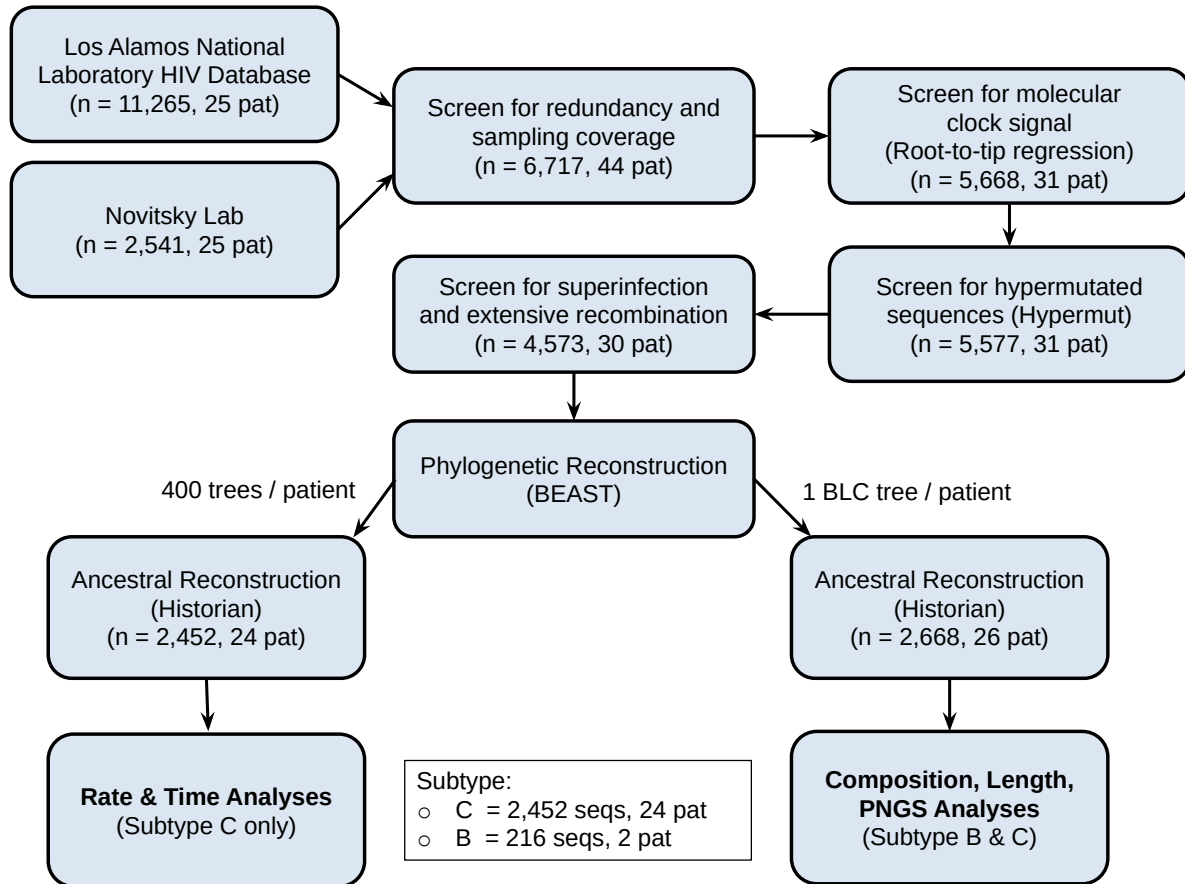 Los Alamos National
Laboratory HIV Database
(n = 11,265, 25 pat)
Novitsky Lab
(n = 2,541, 25 pat)
Screen for redundancy and
sampling coverage
(n = 6,717, 44 pat)
Screen for molecular
clock signal
(Root-to-tip regression)
(n = 5,668, 31 pat)
Screen for hypermutated
sequences (Hypermut)
(n = 5,577, 31 pat)
Screen for superinfection
and extensive recombination
(n = 4,573, 30 pat)
Phylogenetic Reconstruction
(BEAST)
400 trees / patient
1 BLC tree / patient
Ancestral Reconstruction
(Historian)
(n = 2,452, 24 pat)
Ancestral Reconstruction
(Historian)
(n = 2,668, 26 pat)
Rate & Time Analyses
(Subtype C only)
Subtype:
○ C = 2,452 seqs, 24 pat
○ B = 216 seqs, 2 pat
Composition, Length,
PNGS Analyses
(Subtype B & C)